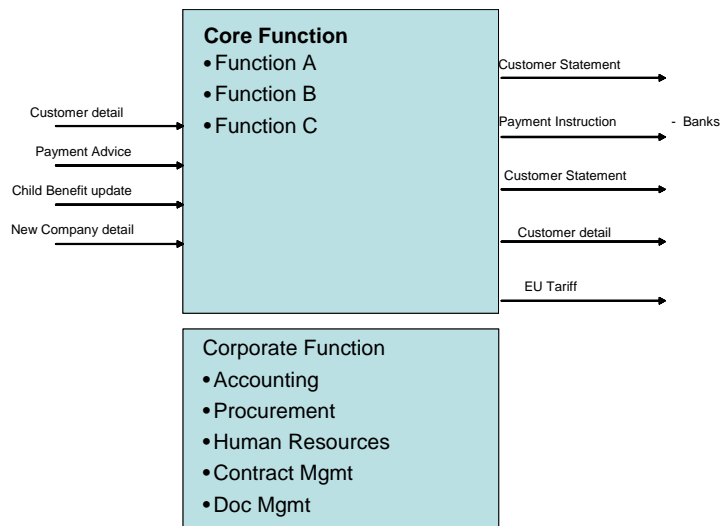 Core Function
•Function A
•Function B
•Function C
Customer detail
Payment Advice
Child Benefit update
New Company detail
Customer Statement
Payment Instruction - Banks
Customer Statement
Customer detail
EU Tariff
Corporate Function
•Accounting
•Procurement
•Human Resources
•Contract Mgmt
•Doc Mgmt